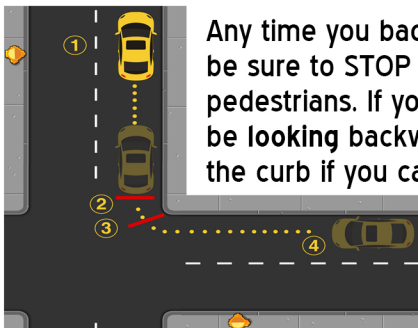 Any time you bac
be sure to STOP
pedestrians. If yo
be looking backw
the curb if you ca
1
2
3
4